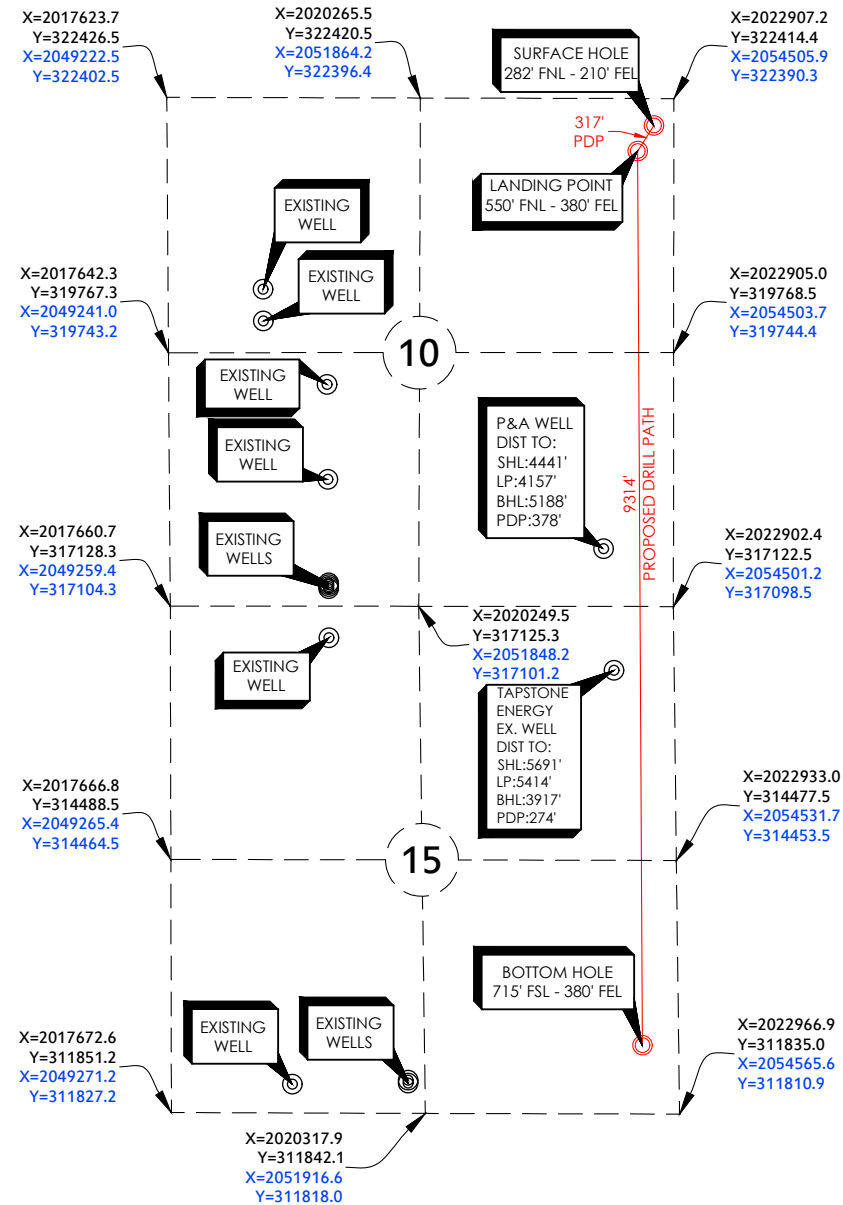 X=2017623.7
Y=322426.5
X=2049222.5
Y=322402.5
X=2020265.5
Y=322420.5
X=2051864.2
Y=322396.4
X=2022907.2
Y=322414.4
X=2054505.9
Y=322390.3
SURFACE HOLE
282' FNL - 210' FEL
317'
PDP
LANDING POINT
550' FNL - 380' FEL
EXISTING
WELL
EXISTING
WELL
X=2017642.3
Y=319767.3
X=2049241.0
Y=319743.2
X=2022905.0
Y=319768.5
X=2054503.7
Y=319744.4
10
EXISTING
WELL
EXISTING
WELL
P&A WELL
DIST TO:
SHL:4441'
LP:4157'
BHL:5188'
PDP:378'
9314'
PROPOSED DRILL PATH
EXISTING
WELLS
X=2017660.7
Y=317128.3
X=2049259.4
Y=317104.3
X=2022902.4
Y=317122.5
X=2054501.2
Y=317098.5
X=2020249.5
Y=317125.3
X=2051848.2
Y=317101.2
EXISTING
WELL
TAPSTONE
ENERGY
EX. WELL
DIST TO:
SHL:5691'
LP:5414'
BHL:3917'
PDP:274'
X=2017666.8
Y=314488.5
X=2049265.4
Y=314464.5
X=2022933.0
Y=314477.5
X=2054531.7
Y=314453.5
15
BOTTOM HOLE
715' FSL - 380' FEL
EXISTING
WELL
EXISTING
WELLS
X=2017672.6
Y=311851.2
X=2049271.2
Y=311827.2
X=2022966.9
Y=311835.0
X=2054565.6
Y=311810.9
X=2020317.9
Y=311842.1
X=2051916.6
Y=311818.0